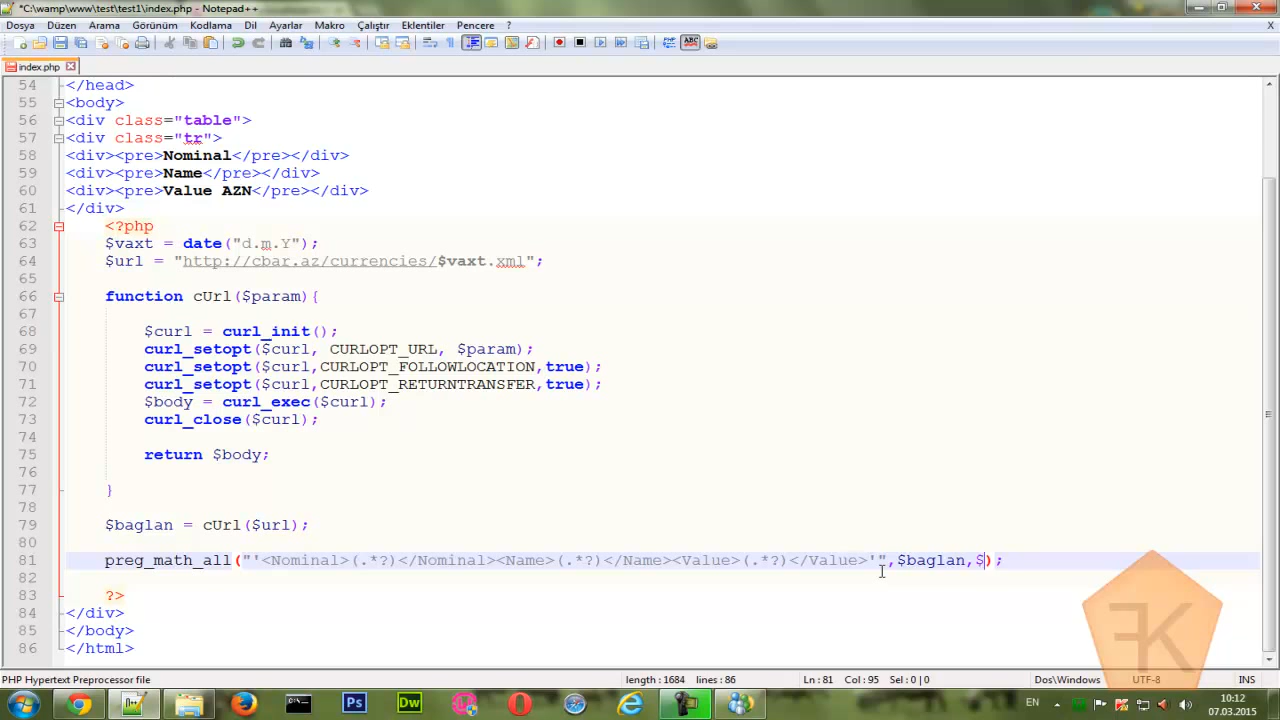 *C:\wamp\www\test\test1\index.php - Notepad++
Dosya Düzen Arama Görünüm Kodlama Dil Ayarlar Makro Çalıştır Eklentiler Pencere ? X
index.php
54 </head>
55 <body>
56 <div class="table">
57 <div class="tr">
58 <div><pre>Nominal</pre></div>
59 <div><pre>Name</pre></div>
60 <div><pre>Value AZN</pre></div>
61 </div>
62 <?php
63 $vaxt = date("d.m.Y");
64 $url = "http://cbar.az/currencies/$vaxt.xml";
65
66 function cUrl($param){
67
68 $curl = curl_init();
69 curl_setopt($curl, CURLOPT_URL, $param);
70 curl_setopt($curl,CURLOPT_FOLLOWLOCATION,true);
71 curl_setopt($curl,CURLOPT_RETURNTRANSFER,true);
72 $body = curl_exec($curl);
73 curl_close($curl);
74
75 return $body;
76
77 }
78
79 $baglan = cUrl($url);
80
81 preg_math_all("'<Nominal>(.*?)</Nominal><Name>(.*?)</Name><Value>(.*?)</Value>'",$baglan,$);
82
83 ?>
84 </div>
85 </body>
86 </html>
FK
PHP Hypertext Preprocessor file length : 1684 lines : 86 Ln : 81 Col : 95 Sel : 0 | 0 Dos\Windows UTF-8 INS
Ps Dw EN 10:12
07.03.2015